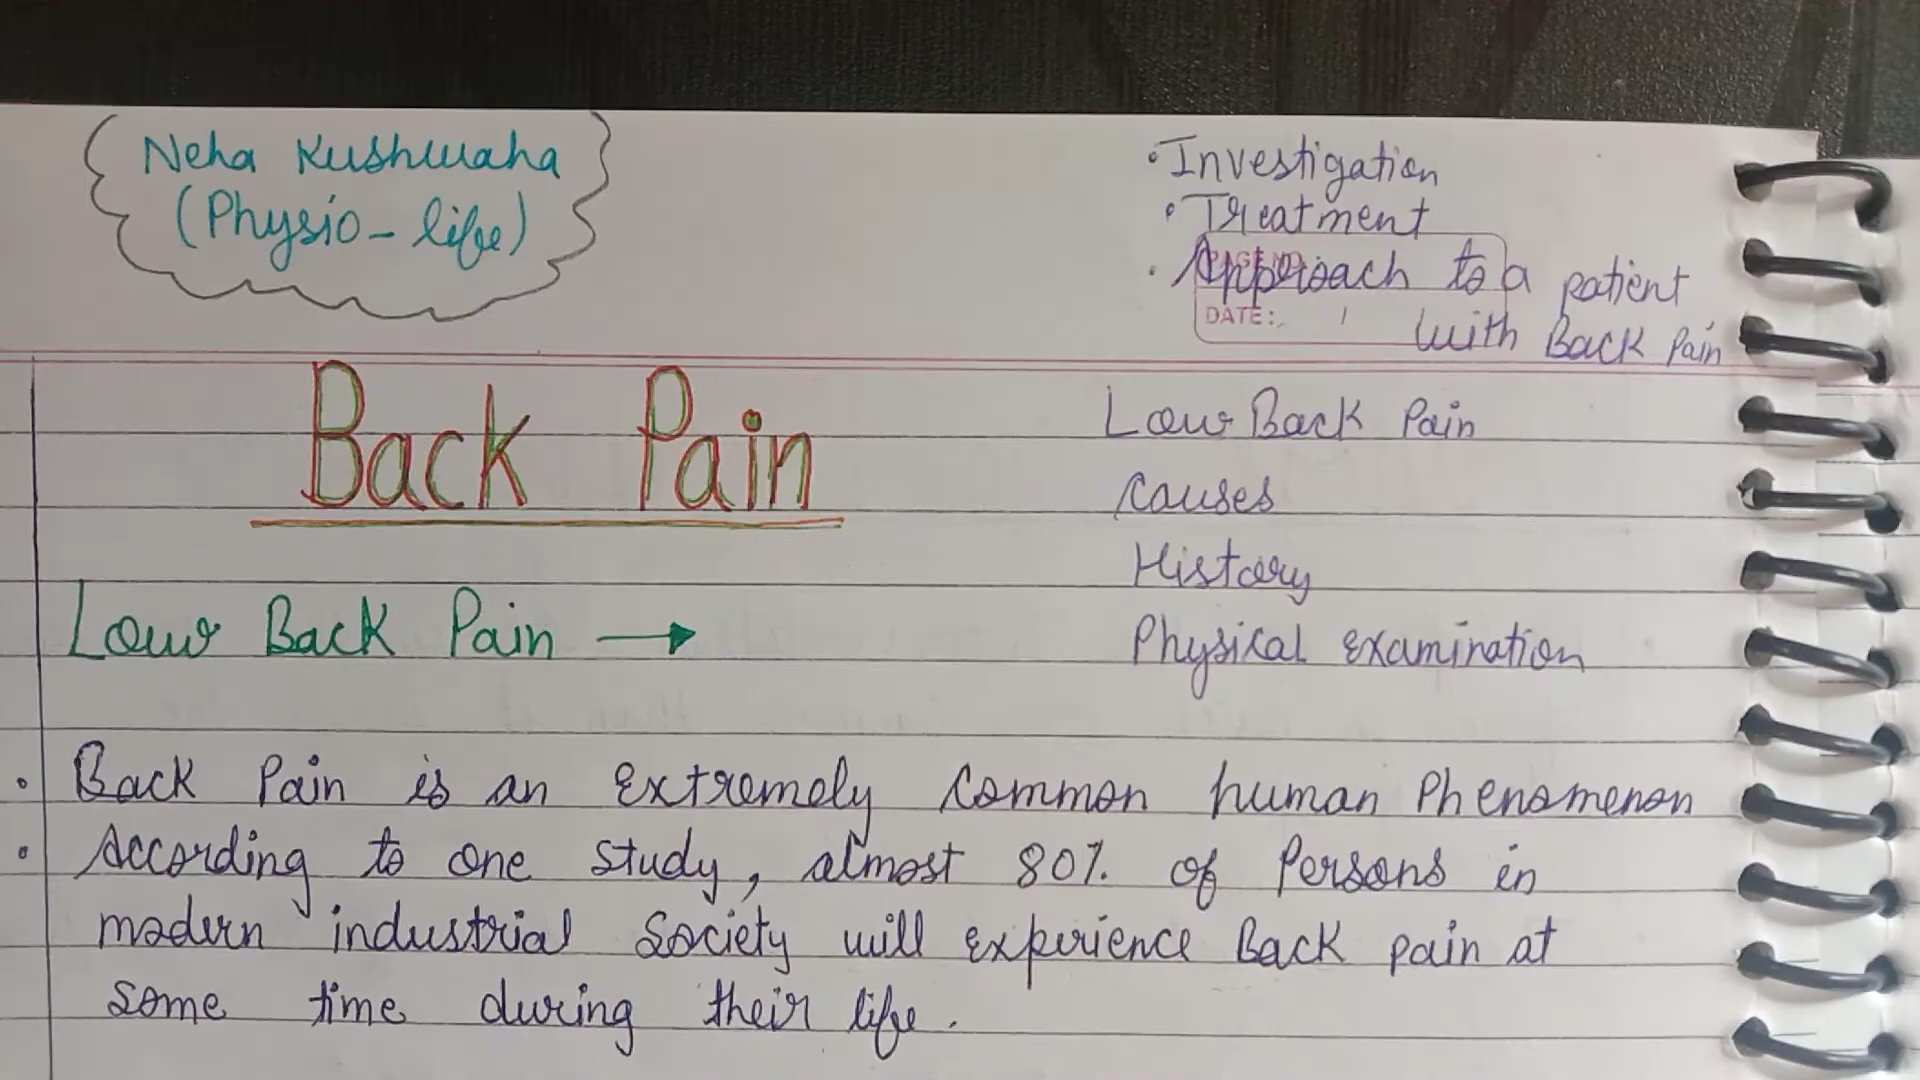 Neha Kushwaha
(Physio-life)
• Investigation
• Treatment
• Approach to a patient
with Back Pain
DATE: /
Back Pain
Low Back Pain
Causes
History
Physical examination
Low Back Pain →
• Back Pain is an extremely common human Phenomenon
• According to one study, almost 80% of Persons in
modern industrial society will experience Back pain at
some time during their life.